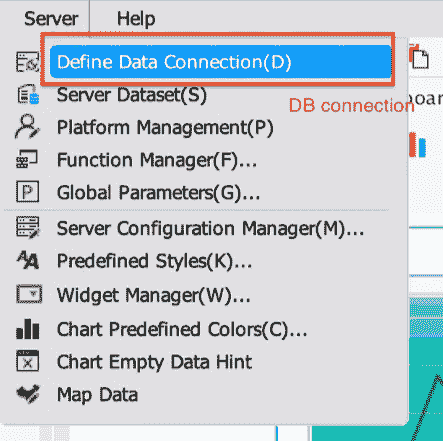 Server Help
Define Data Connection(D)
DB connection
Server Dataset(S)
Platform Management(P)
Function Manager(F)...
Global Parameters(G)...
Server Configuration Manager(M)...
Predefined Styles(K)...
Widget Manager(W)...
Chart Predefined Colors(C)...
Chart Empty Data Hint
Map Data